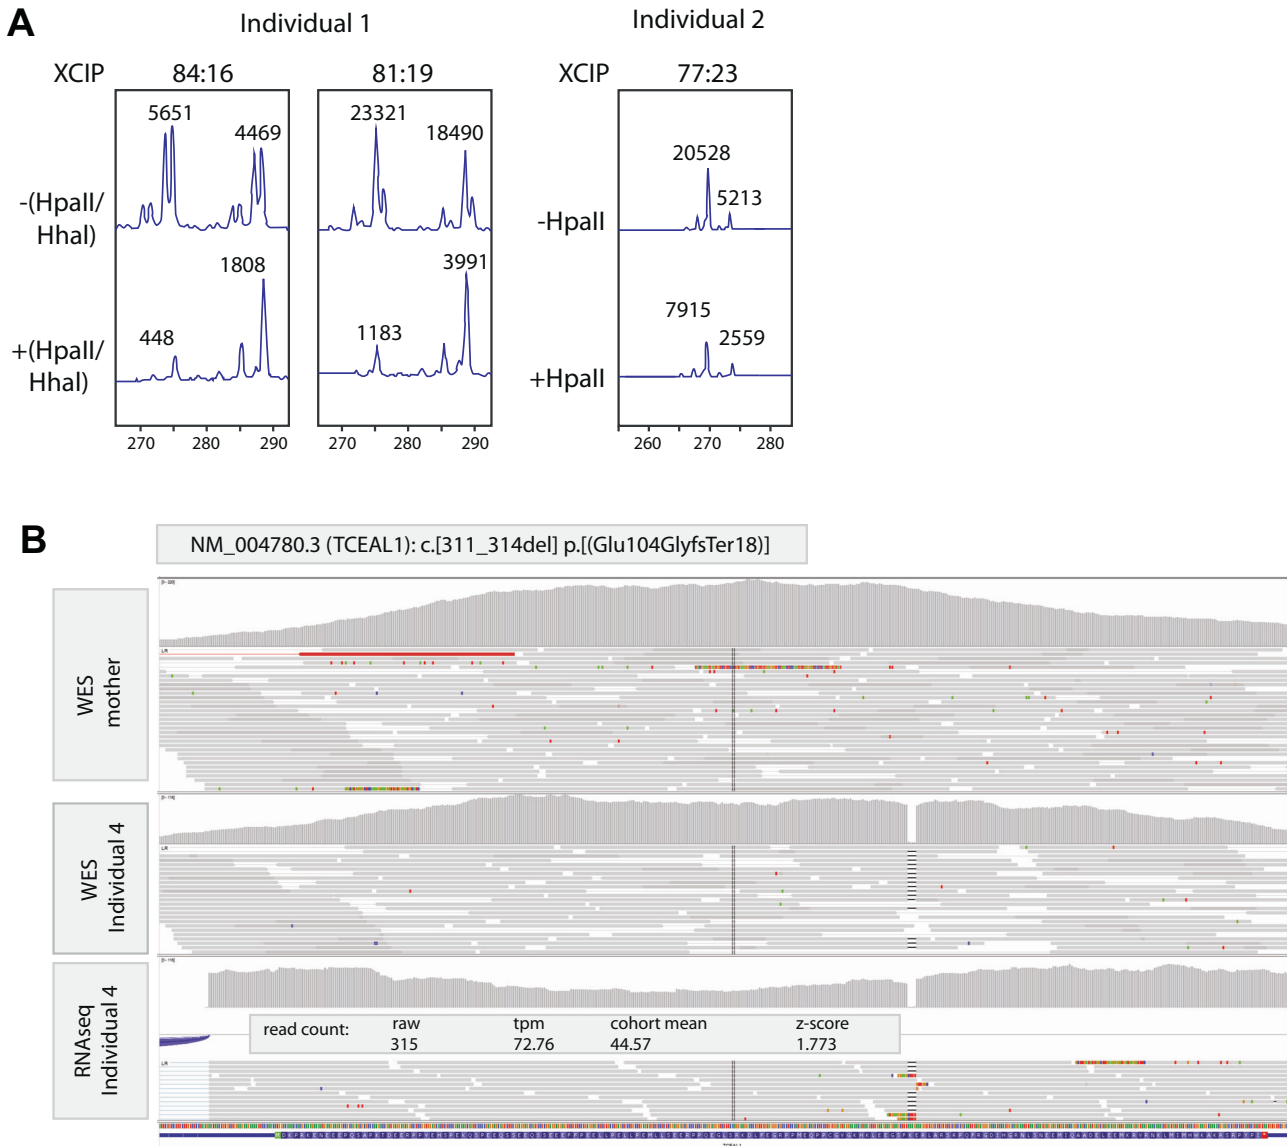 A
Individual 1
Individual 2
XCIP 84:16 81:19 XCIP 77:23
5651
4469
23321
18490
20528
5213
-(HpaII/
HhaI)
-HpaII
1808
448
3991
1183
7915
2559
+(HpaII/
HhaI)
+HpaII
270 280 290
270 280 290
260 270 280
B
NM_004780.3 (TCEAL1): c.[311_314del] p.[(Glu104GlyfsTer18)]
WES
mother
WES
Individual 4
RNAseq
Individual 4
read count: raw tpm cohort mean z-score
315 72.76 44.57 1.773